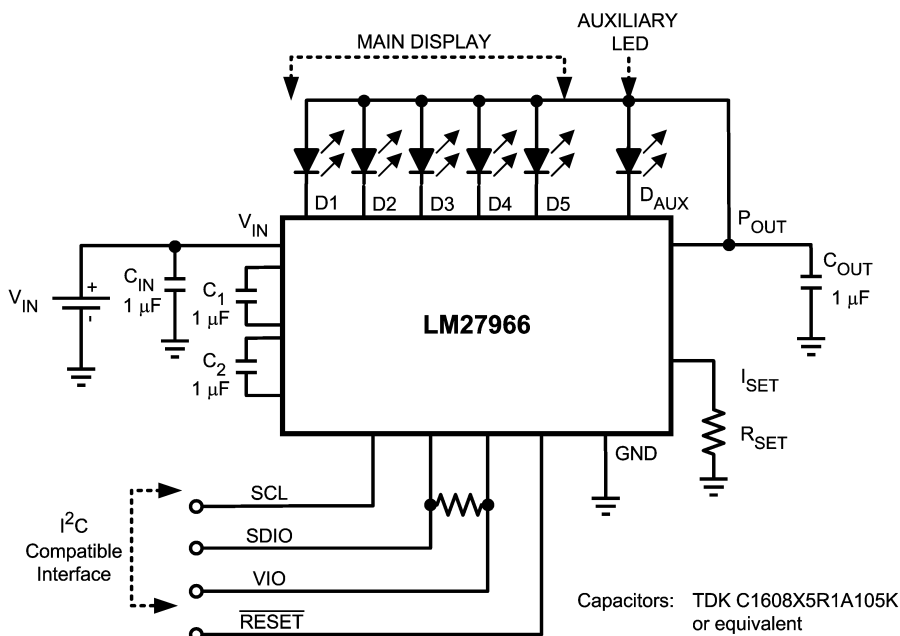 AUXILIARY
LED
MAIN DISPLAY
D1
D2
D3
D4
D5
DAUX
VIN
POUT
CIN
1 μF
C1
1 μF
COUT
1 μF
VIN
+
-
LM27966
C2
1 μF
ISET
RSET
GND
SCL
I2C
Compatible
Interface
SDIO
VIO
RESET
Capacitors: TDK C1608X5R1A105K
or equivalent